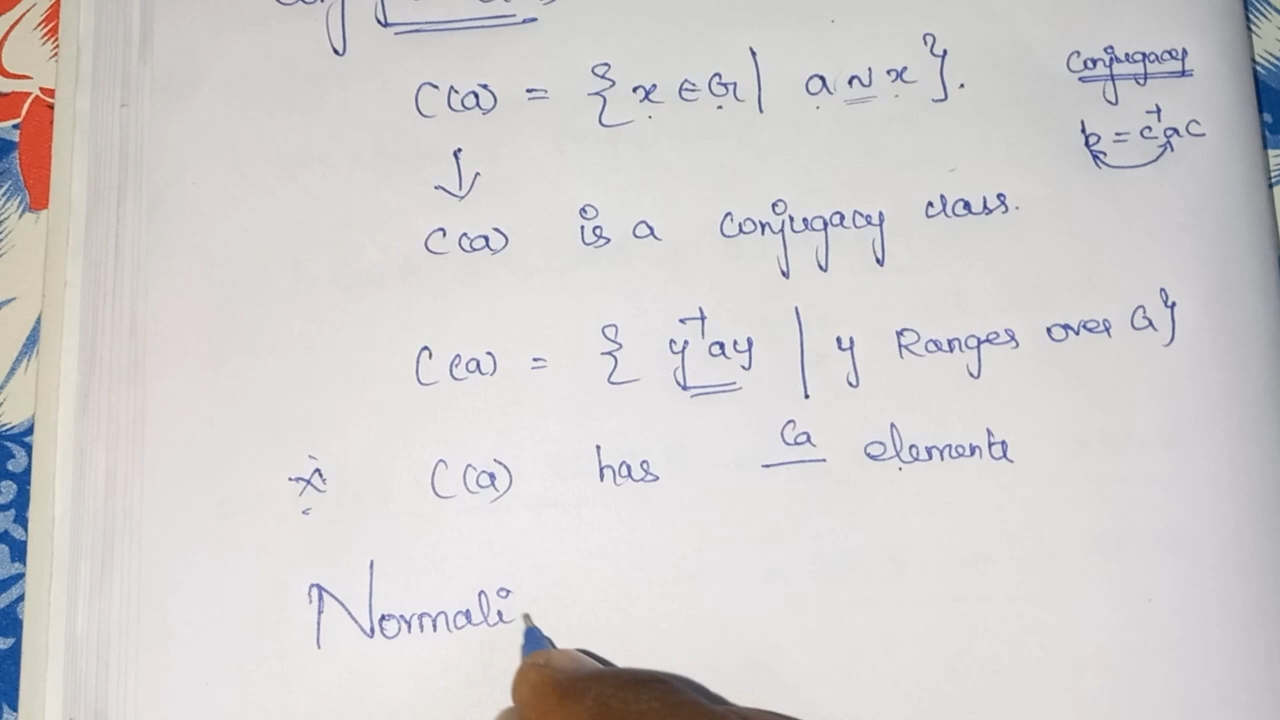 C(a) = { x ∈ G | a ~ x }.
Conjugacy
b = c⁻¹ac
↓
C(a) is a conjugacy class.
C(a) = { y⁻¹ay | y Ranges over G }
C(a) has Ca elements
Normali